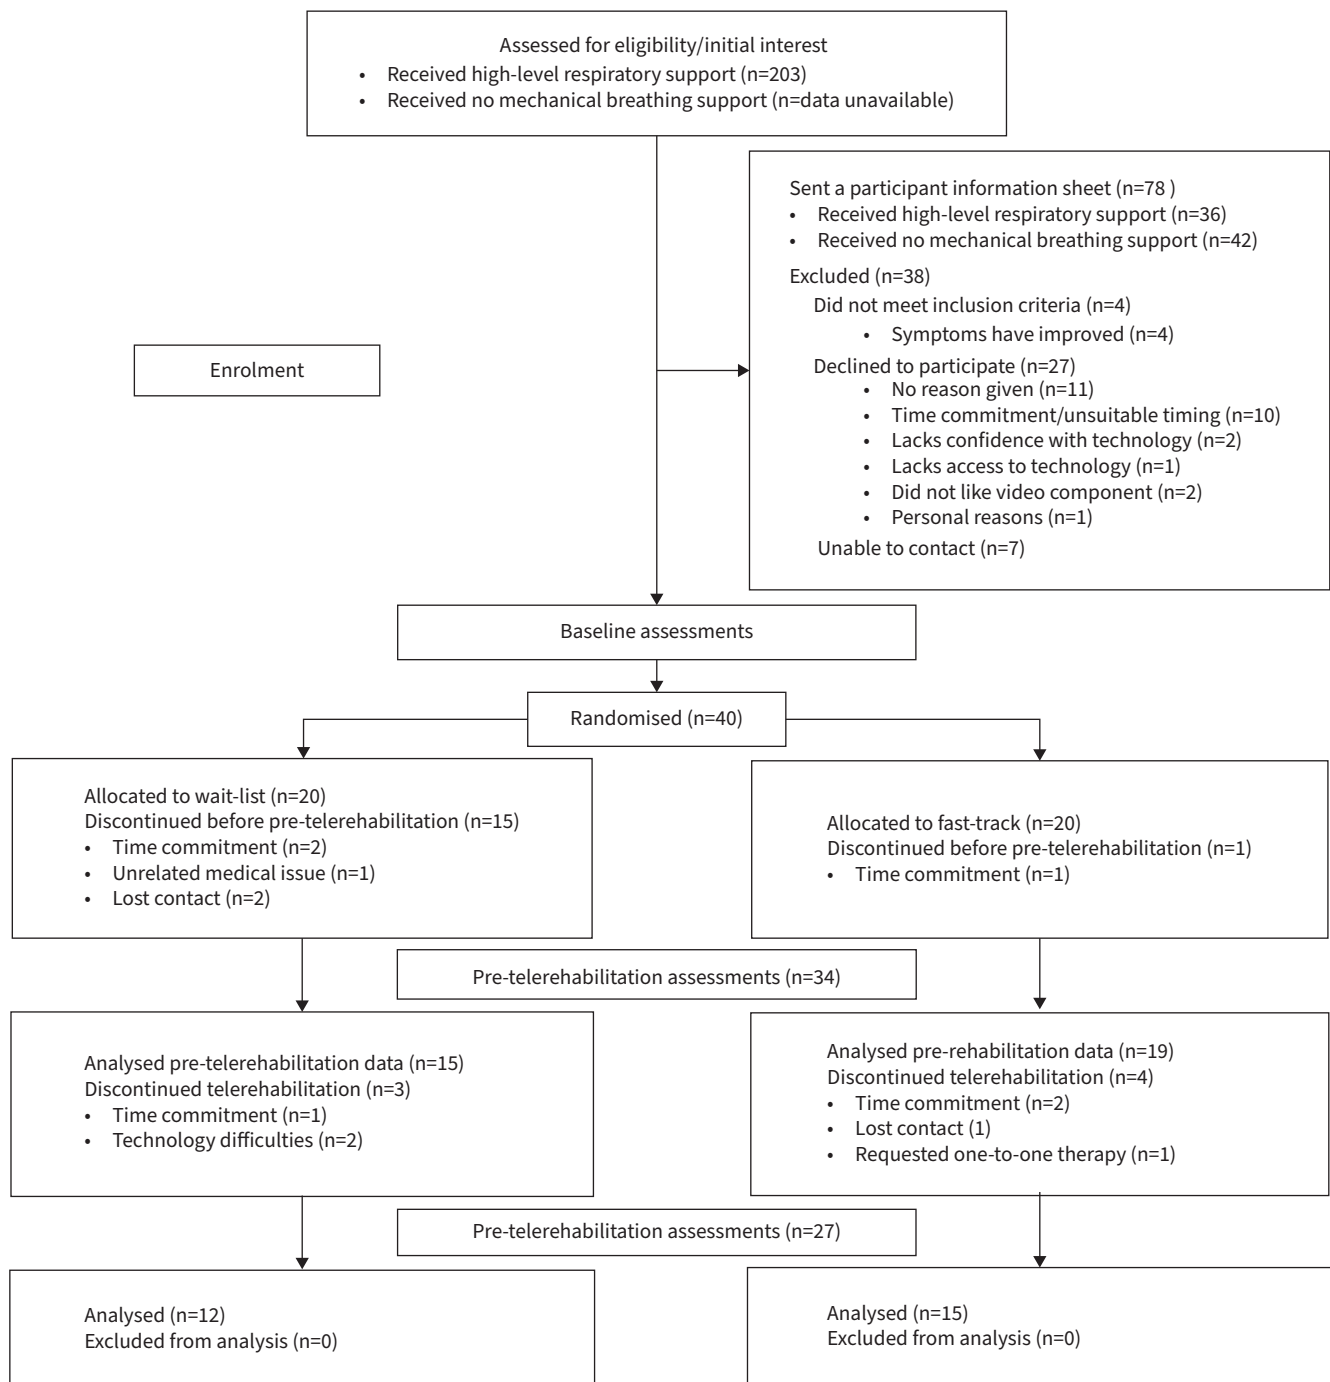 Assessed for eligibility/initial interest
• Received high-level respiratory support (n=203)
• Received no mechanical breathing support (n=data unavailable)
Sent a participant information sheet (n=78 )
• Received high-level respiratory support (n=36)
• Received no mechanical breathing support (n=42)
Excluded (n=38)
Did not meet inclusion criteria (n=4)
• Symptoms have improved (n=4)
Declined to participate (n=27)
• No reason given (n=11)
• Time commitment/unsuitable timing (n=10)
• Lacks confidence with technology (n=2)
• Lacks access to technology (n=1)
• Did not like video component (n=2)
• Personal reasons (n=1)
Unable to contact (n=7)
Enrolment
Baseline assessments
Randomised (n=40)
Allocated to wait-list (n=20)
Discontinued before pre-telerehabilitation (n=15)
• Time commitment (n=2)
• Unrelated medical issue (n=1)
• Lost contact (n=2)
Allocated to fast-track (n=20)
Discontinued before pre-telerehabilitation (n=1)
• Time commitment (n=1)
Pre-telerehabilitation assessments (n=34)
Analysed pre-telerehabilitation data (n=15)
Discontinued telerehabilitation (n=3)
• Time commitment (n=1)
• Technology difficulties (n=2)
Analysed pre-rehabilitation data (n=19)
Discontinued telerehabilitation (n=4)
• Time commitment (n=2)
• Lost contact (1)
• Requested one-to-one therapy (n=1)
Pre-telerehabilitation assessments (n=27)
Analysed (n=12)
Excluded from analysis (n=0)
Analysed (n=15)
Excluded from analysis (n=0)